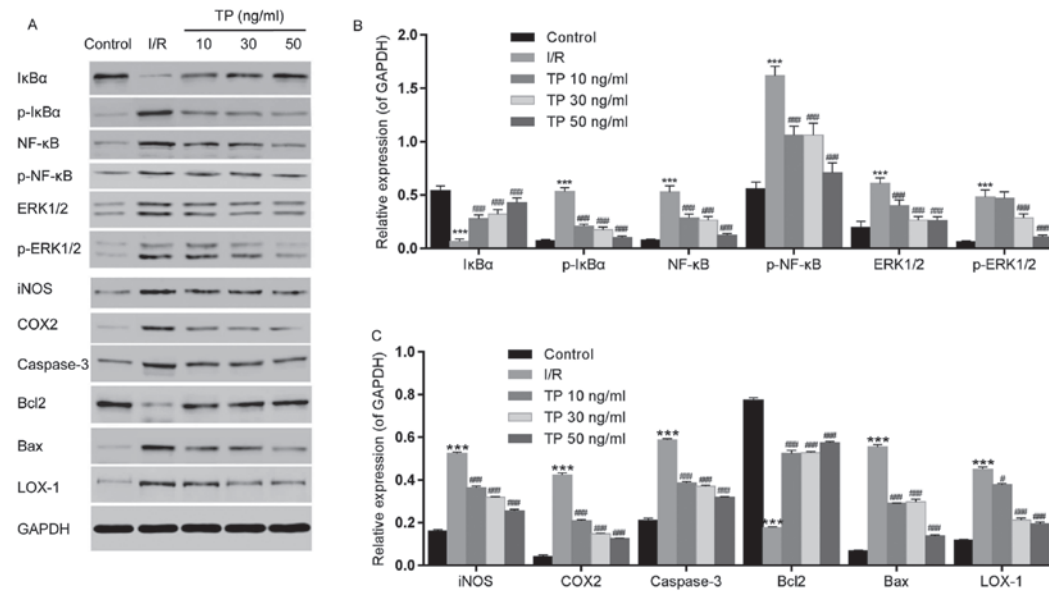 A
TP (ng/ml)
Control I/R 10 30 50
IκBα
p-IκBα
NF-κB
p-NF-κB
ERK1/2
p-ERK1/2
iNOS
COX2
Caspase-3
Bcl2
Bax
LOX-1
GAPDH
B
Relative expression (of GAPDH)
2.0
1.5
1.0
0.5
0.0
Control
I/R
TP 10 ng/ml
TP 30 ng/ml
TP 50 ng/ml
*** ### ### ###
*** ### ### ###
*** ### ### ###
*** ### ### ###
*** ### ### ###
*** ### ###
IκBα p-IκBα NF-κB p-NF-κB ERK1/2 p-ERK1/2
C
Relative expression (of GAPDH)
1.0
0.8
0.6
0.4
0.2
0.0
Control
I/R
TP 10 ng/ml
TP 30 ng/ml
TP 50 ng/ml
*** ### ### ###
*** ### ### ###
*** ### ### ###
*** ### ### ###
*** ### ### ###
*** # ### ###
iNOS COX2 Caspase-3 Bcl2 Bax LOX-1